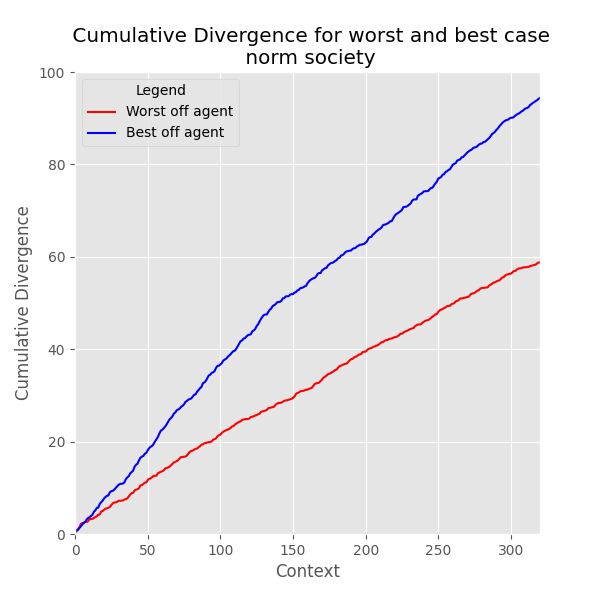 Cumulative Divergence for worst and best case
norm society
Legend
Worst off agent
Best off agent
Cumulative Divergence
100
80
60
40
20
0
0 50 100 150 200 250 300
Context